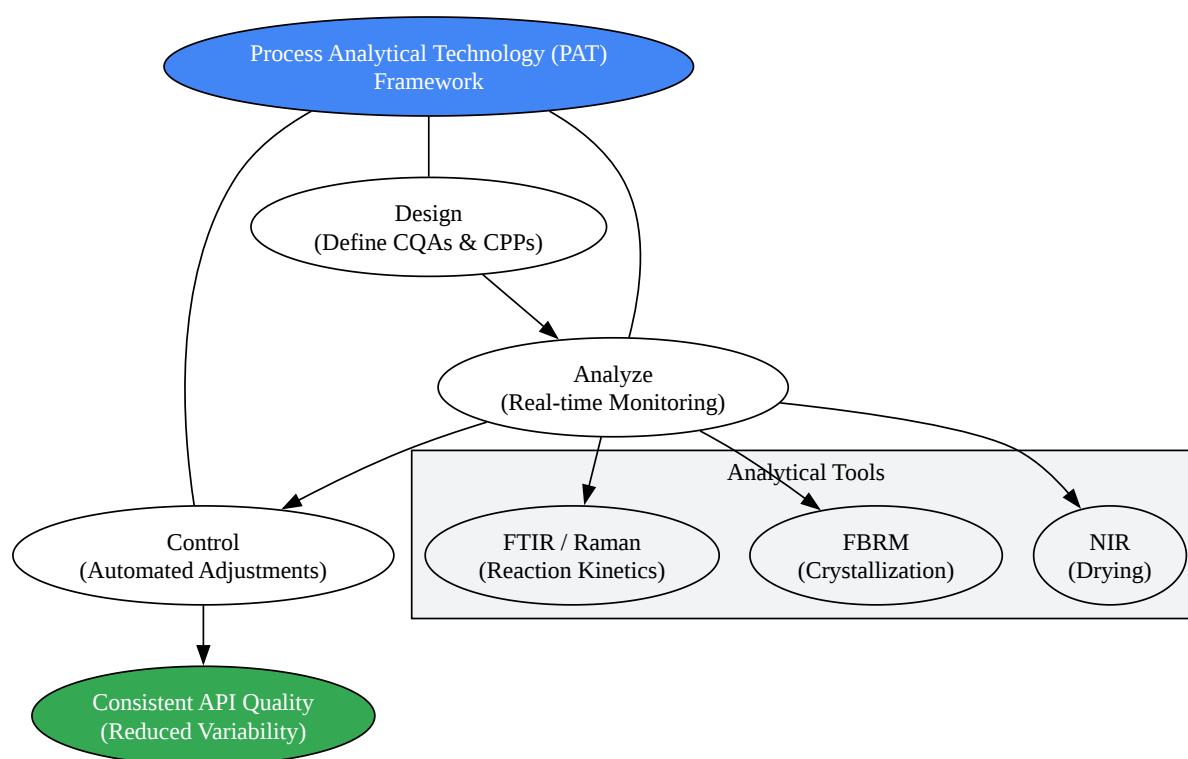 Process Analytical Technology (PAT)
Framework
Design
(Define CQAs & CPPs)
Analyze
(Real-time Monitoring)
Analytical Tools
Control
(Automated Adjustments)
FTIR / Raman
(Reaction Kinetics)
FBRM
(Crystallization)
NIR
(Drying)
Consistent API Quality
(Reduced Variability)